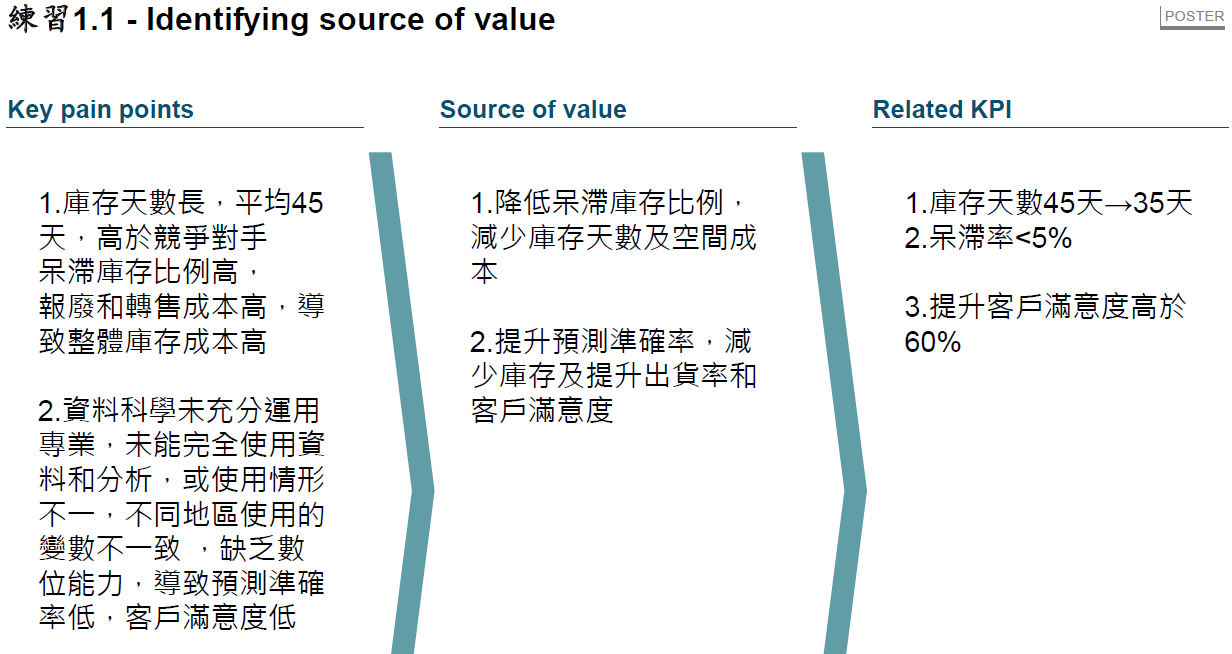 練習1.1 - Identifying source of value
POSTER
Key pain points
1.庫存天數長，平均45
天，高於競爭對手
呆滯庫存比例高，
報廢和轉售成本高，導
致整體庫存成本高
2.資料科學未充分運用
專業，未能完全使用資
料和分析，或使用情形
不一，不同地區使用的
變數不一致 ，缺乏數
位能力，導致預測準確
率低，客戶滿意度低
Source of value
1.降低呆滯庫存比例，
減少庫存天數及空間成
本
2.提升預測準確率，減
少庫存及提升出貨率和
客戶滿意度
Related KPI
1.庫存天數45天→35天
2.呆滯率<5%
3.提升客戶滿意度高於
60%